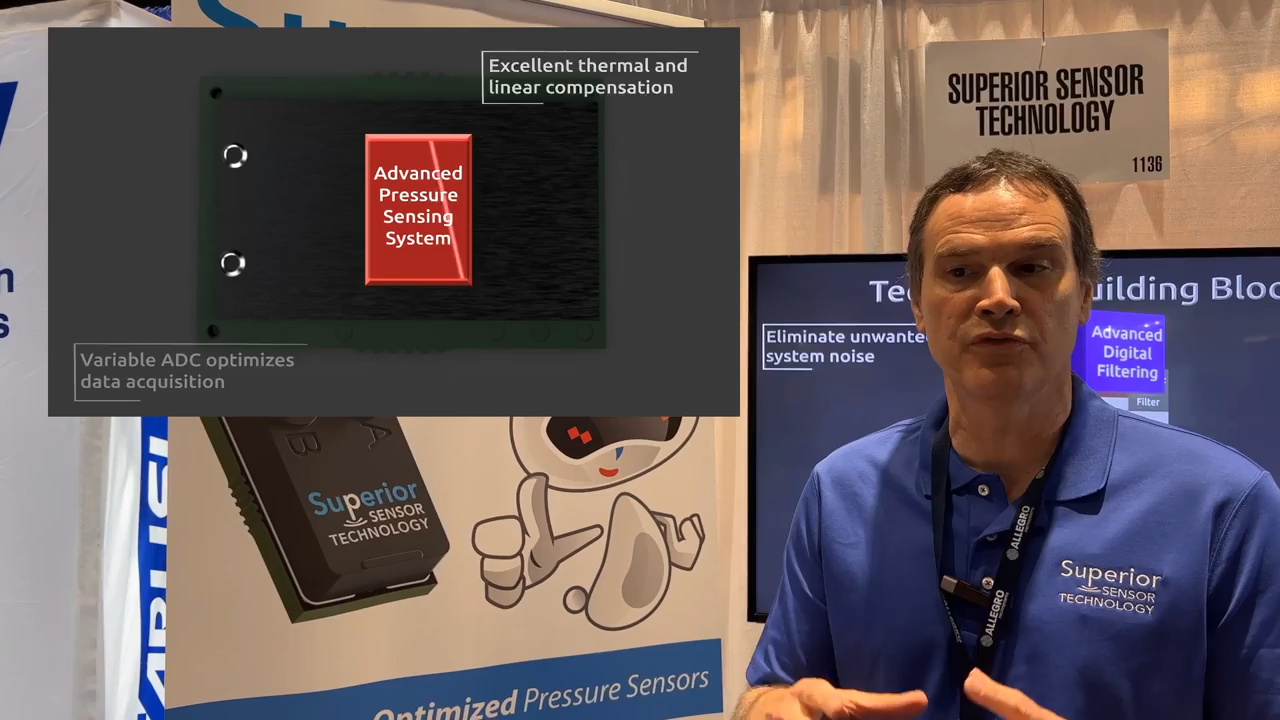 Excellent thermal and
linear compensation
Advanced
Pressure
Sensing
System
Variable ADC optimizes
data acquisition
SUPERIOR SENSOR
TECHNOLOGY
1136
Eliminate
system noise
Advanced
Digital
Filtering
Filter
B
A
Superior
SENSOR
TECHNOLOGY
Optimized Pressure Sensors
ALLEGRO
ALLEGRO
Superior
SENSOR
TECHNOLOGY